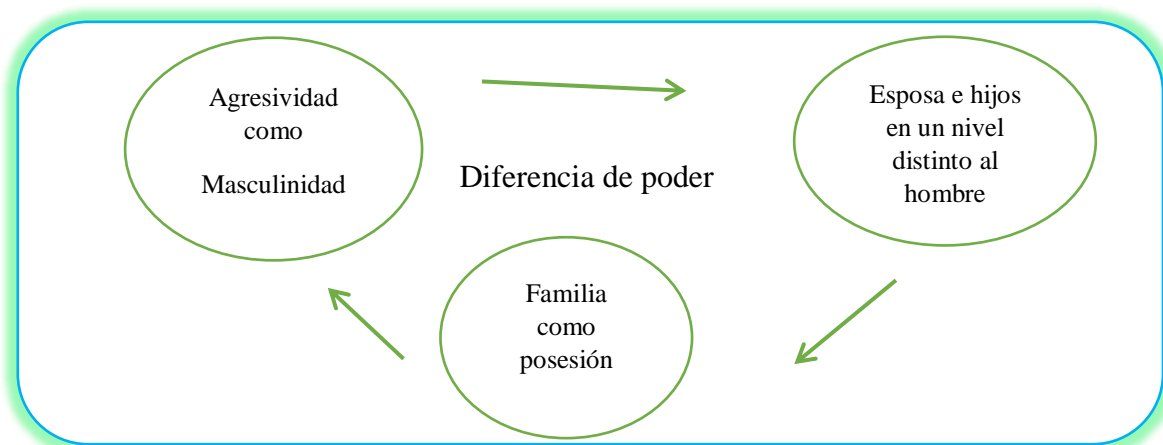 Agresividad
como
Masculinidad
Diferencia de poder
Esposa e hijos
en un nivel
distinto al
hombre
Familia
como
posesión